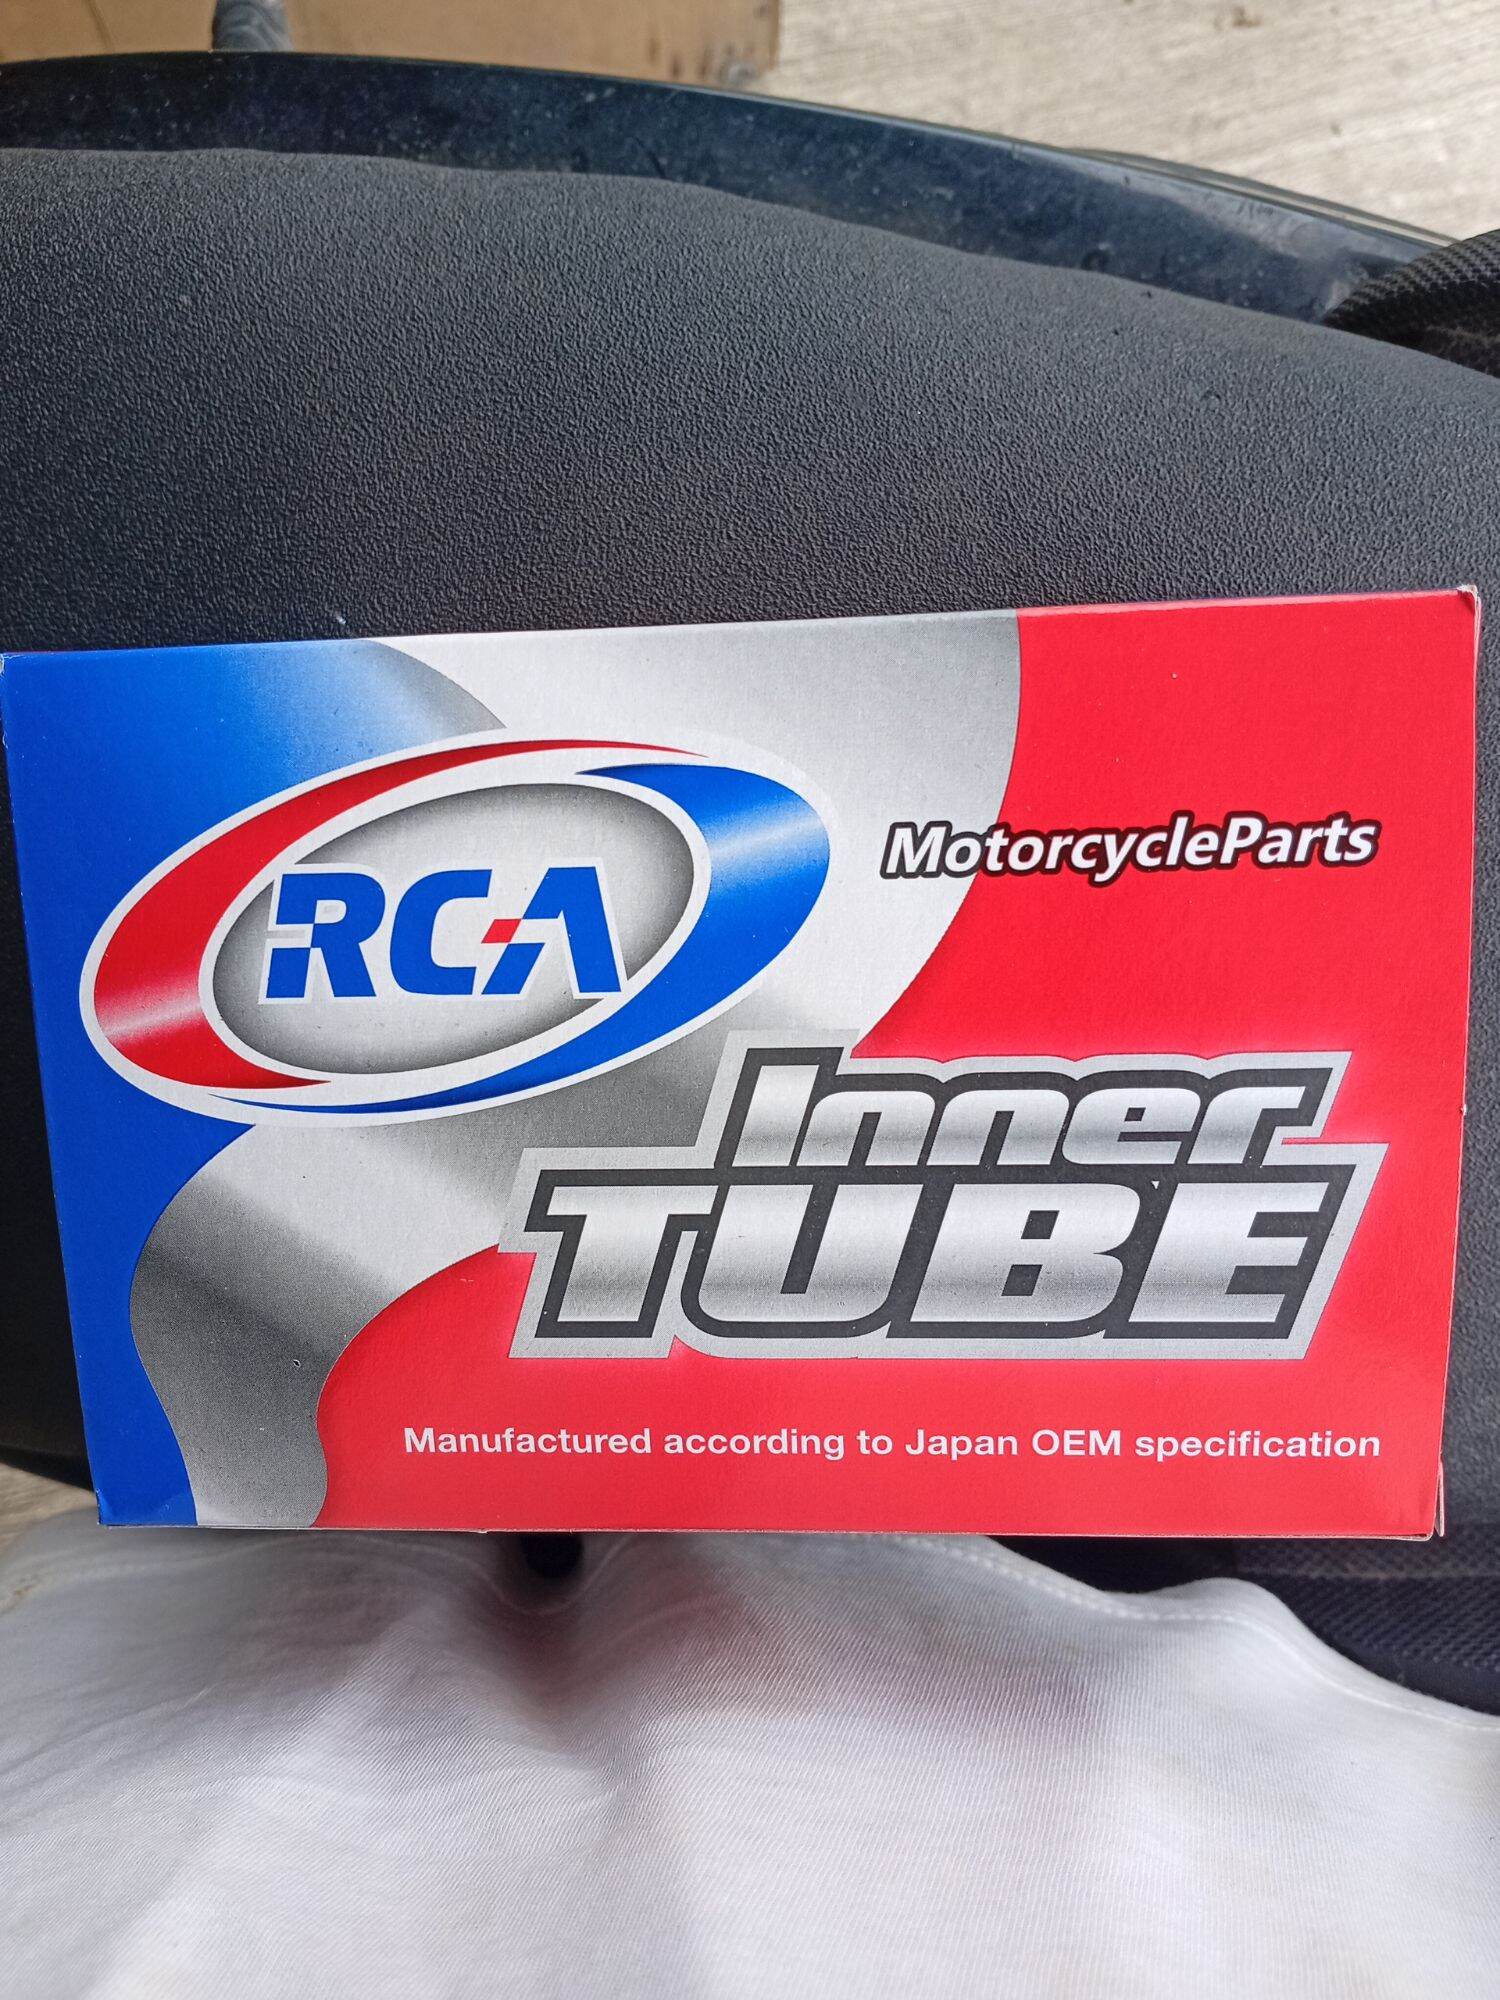 RCA
MotorcycleParts
Inner
TUBE
Manufactured according to Japan OEM specification